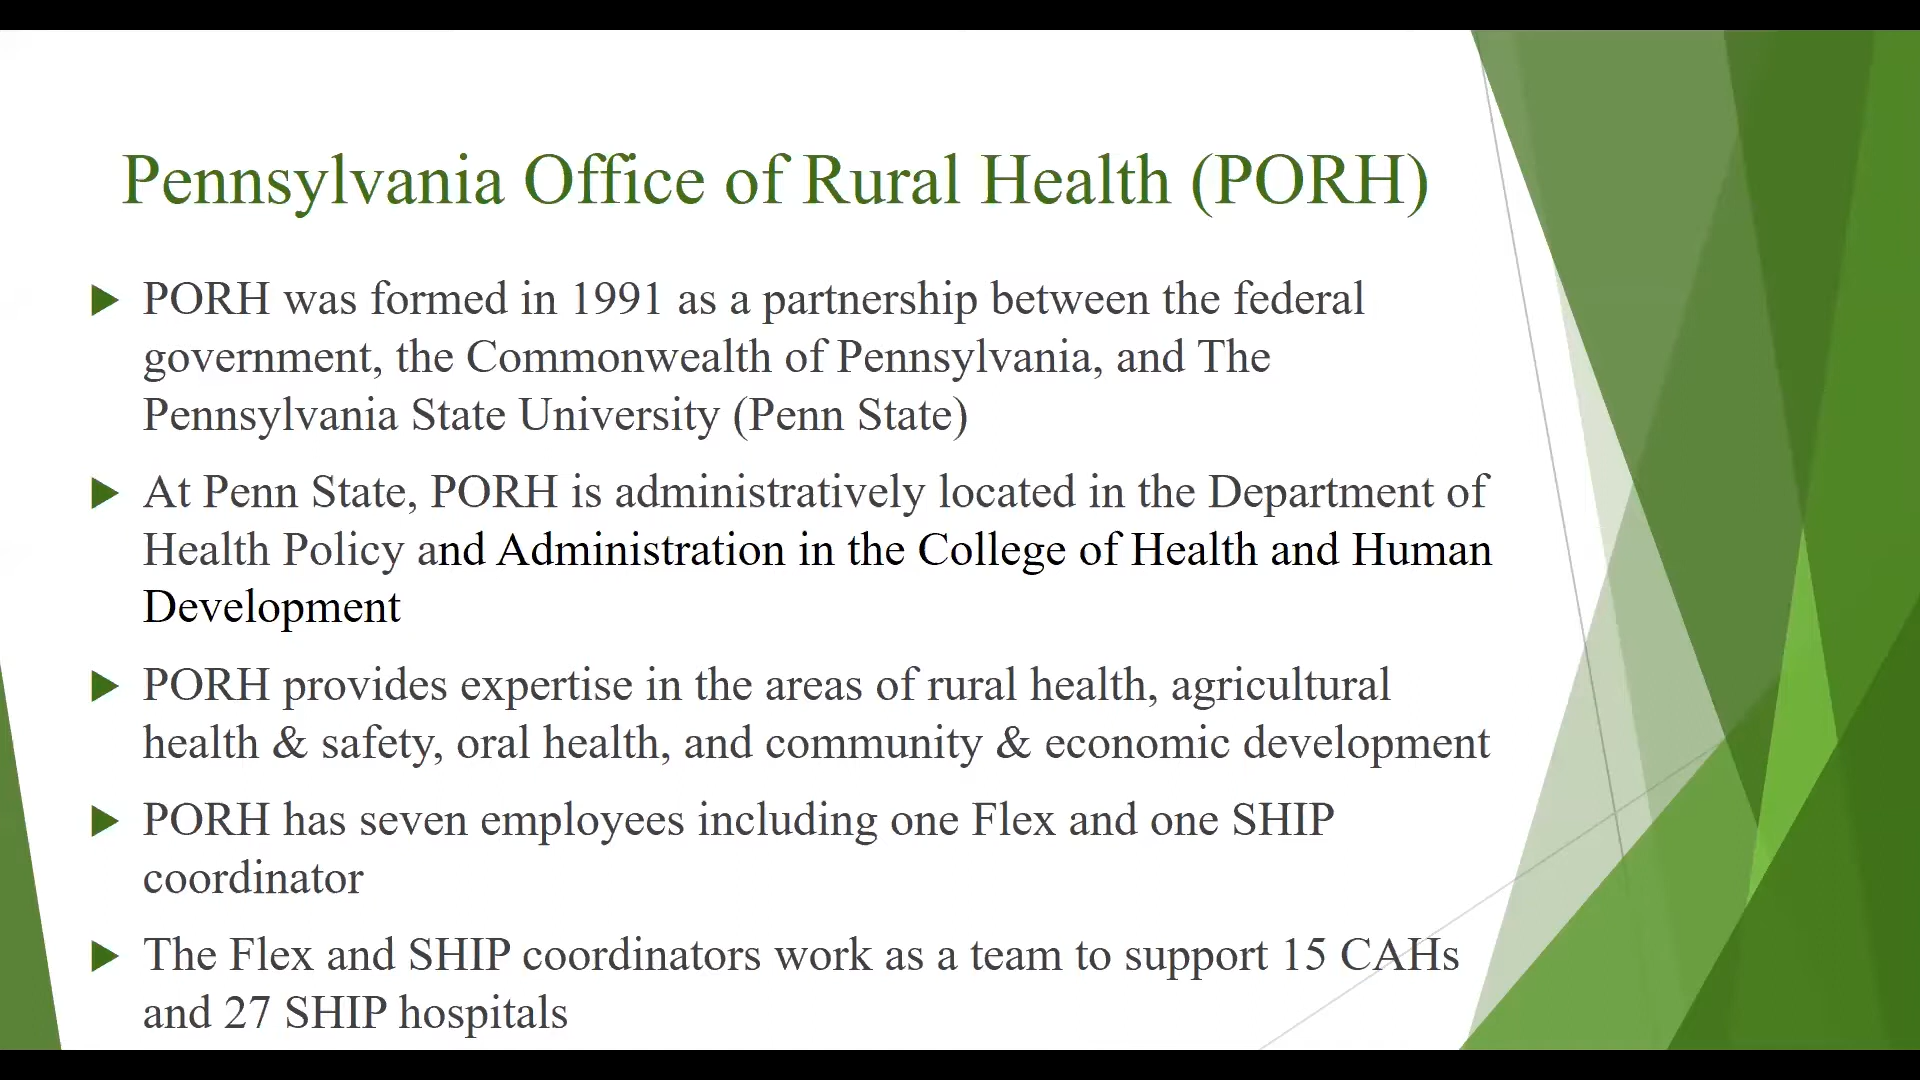 Pennsylvania Office of Rural Health (PORH)
PORH was formed in 1991 as a partnership between the federal
government, the Commonwealth of Pennsylvania, and The
Pennsylvania State University (Penn State)
At Penn State, PORH is administratively located in the Department of
Health Policy and Administration in the College of Health and Human
Development
PORH provides expertise in the areas of rural health, agricultural
health & safety, oral health, and community & economic development
PORH has seven employees including one Flex and one SHIP
coordinator
The Flex and SHIP coordinators work as a team to support 15 CAHs
and 27 SHIP hospitals